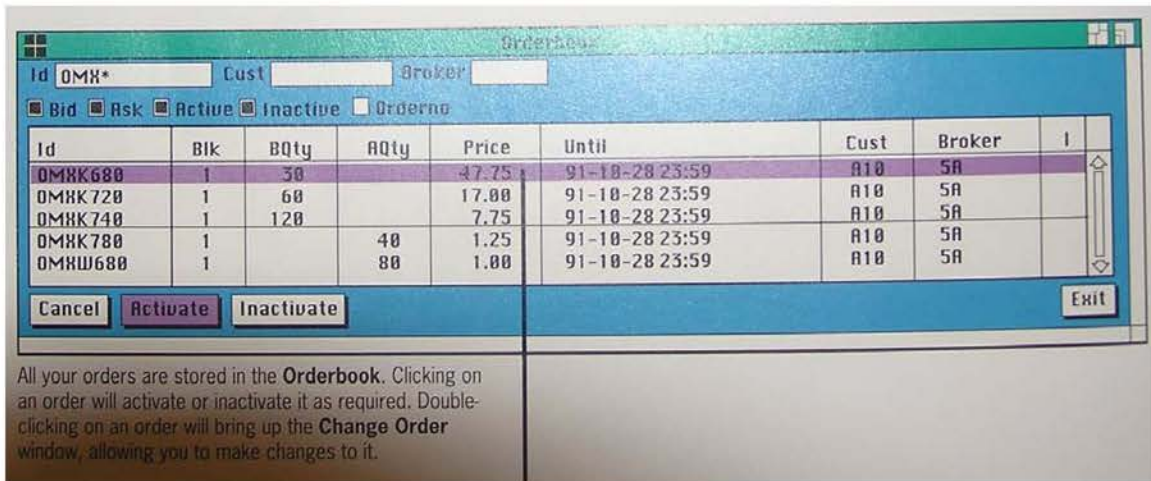 Orderbook
Id OMX* Cust Broker
Bid Ask Active Inactive Orderno
Id Blk BQty AQty Price Until Cust Broker I
OMXK680 1 30 47.75 91-10-28 23:59 A10 5A
OMXK720 1 60 17.00 91-10-28 23:59 A10 5A
OMXK740 1 120 7.75 91-10-28 23:59 A10 5A
OMXK780 1 40 1.25 91-10-28 23:59 A10 5A
OMXW680 1 80 1.00 91-10-28 23:59 A10 5A
Cancel Activate Inactivate Exit
All your orders are stored in the Orderbook. Clicking on
an order will activate or inactivate it as required. Double-
clicking on an order will bring up the Change Order
window, allowing you to make changes to it.